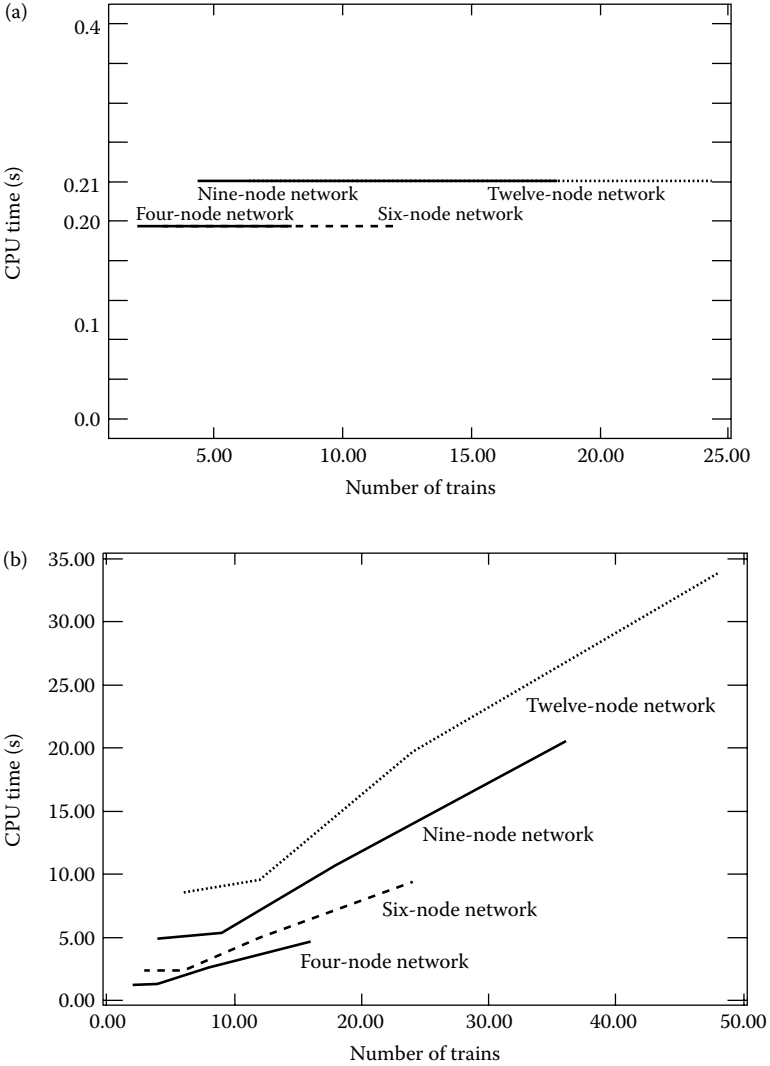 (a)
0.4
0.21
Nine-node network Twelve-node network
0.20
Four-node network Six-node network
CPU time (s)
0.1
0.0
5.00 10.00 15.00 20.00 25.00
Number of trains
(b)
35.00
30.00
25.00
Twelve-node network
20.00
CPU time (s)
15.00
Nine-node network
10.00
Six-node network
5.00
Four-node network
0.00
0.00 10.00 20.00 30.00 40.00 50.00
Number of trains